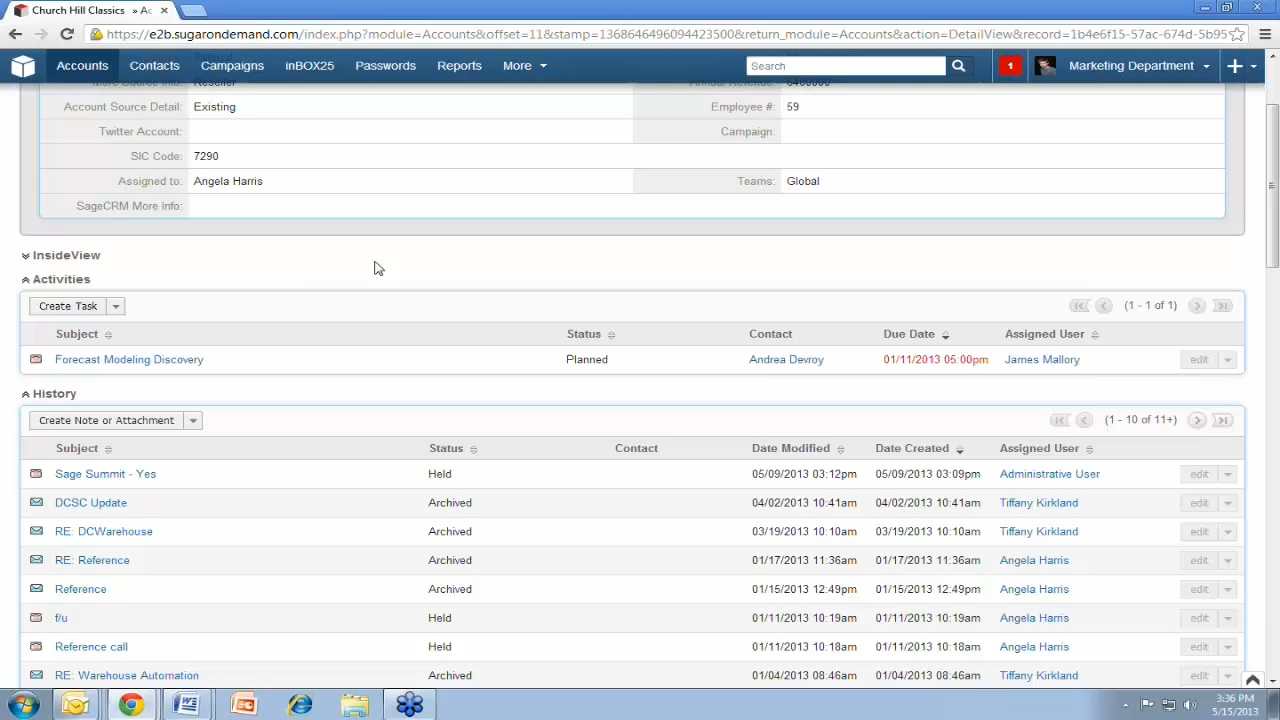 Church Hill Classics » Ac
https://e2b.sugarondemand.com/index.php?module=Accounts&offset=11&stmp=1368646496094423500&return_module=Accounts&action=DetailView&record=1b4e6f15-57ac-674d-5b95
Accounts Contacts Campaigns inBOX25 Passwords Reports More Search 1 Marketing Department
Reseller
Account Source Detail: Existing Employee #: 59
Twitter Account: Campaign:
SIC Code: 7290
Assigned to: Angela Harris Teams: Global
SageCRM More Info:
InsideView
Activities
Create Task (1 - 1 of 1)
Subject Status Contact Due Date Assigned User
Forecast Modeling Discovery Planned Andrea Devroy 01/11/2013 05:00pm James Mallory edit
History
Create Note or Attachment (1 - 10 of 11+)
Subject Status Contact Date Modified Date Created Assigned User
Sage Summit - Yes Held 05/09/2013 03:12pm 05/09/2013 03:09pm Administrative User edit
DCSC Update Archived 04/02/2013 10:41am 04/02/2013 10:41am Tiffany Kirkland edit
RE: DCWarehouse Archived 03/19/2013 10:10am 03/19/2013 10:10am Tiffany Kirkland edit
RE: Reference Archived 01/17/2013 11:36am 01/17/2013 11:36am Angela Harris edit
Reference Archived 01/15/2013 12:49pm 01/15/2013 12:49pm Angela Harris edit
f/u Held 01/11/2013 10:19am 01/11/2013 10:19am Angela Harris edit
Reference call Held 01/11/2013 10:18am 01/11/2013 10:18am Angela Harris edit
RE: Warehouse Automation Archived 01/04/2013 08:46am 01/04/2013 08:46am Tiffany Kirkland edit
3:36 PM
5/15/2013